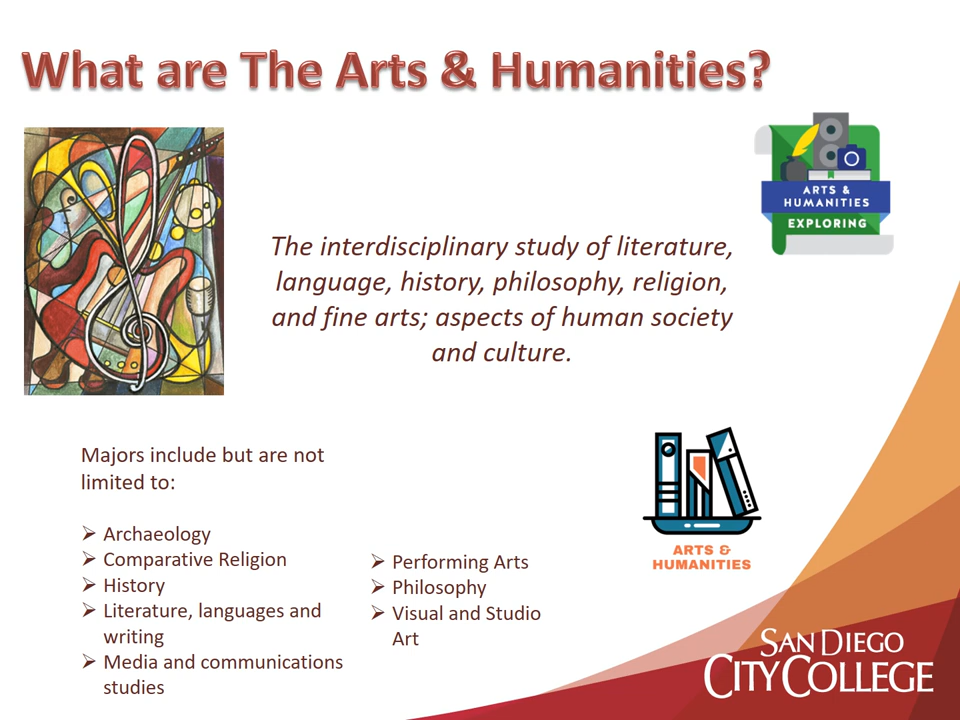 What are The Arts & Humanities?
ARTS &
HUMANITIES
EXPLORING
The interdisciplinary study of literature,
language, history, philosophy, religion,
and fine arts; aspects of human society
and culture.
Majors include but are not
limited to:
Archaeology
Comparative Religion
History
Literature, languages and
writing
Media and communications
studies
Performing Arts
Philosophy
Visual and Studio
Art
ARTS &
HUMANITIES
SAN DIEGO
CITY COLLEGE